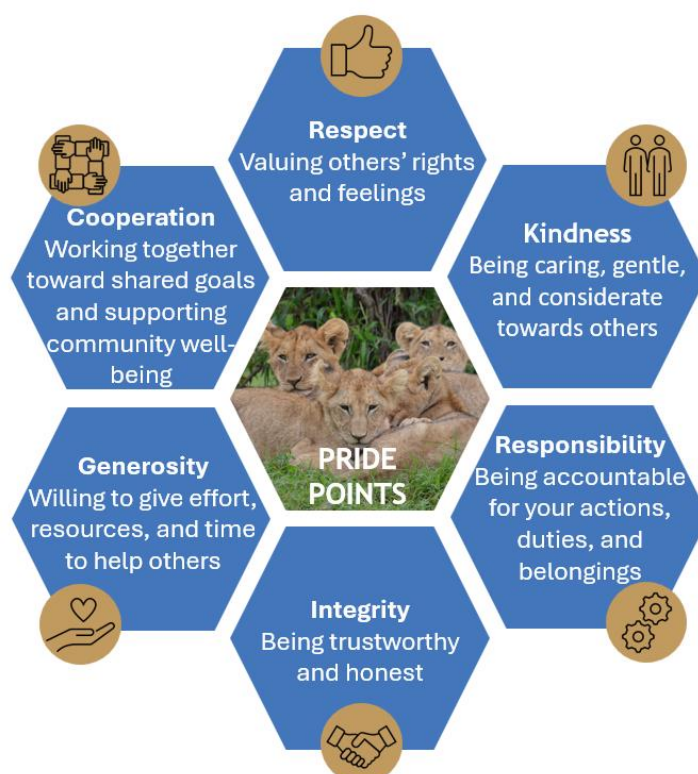 Respect
Valuing others’ rights
and feelings
Kindness
Being caring, gentle,
and considerate
towards others
Responsibility
Being accountable
for your actions,
duties, and
belongings
Integrity
Being trustworthy
and honest
Generosity
Willing to give effort,
resources, and time
to help others
Cooperation
Working together
toward shared goals
and supporting
community well-
being
PRIDE
POINTS